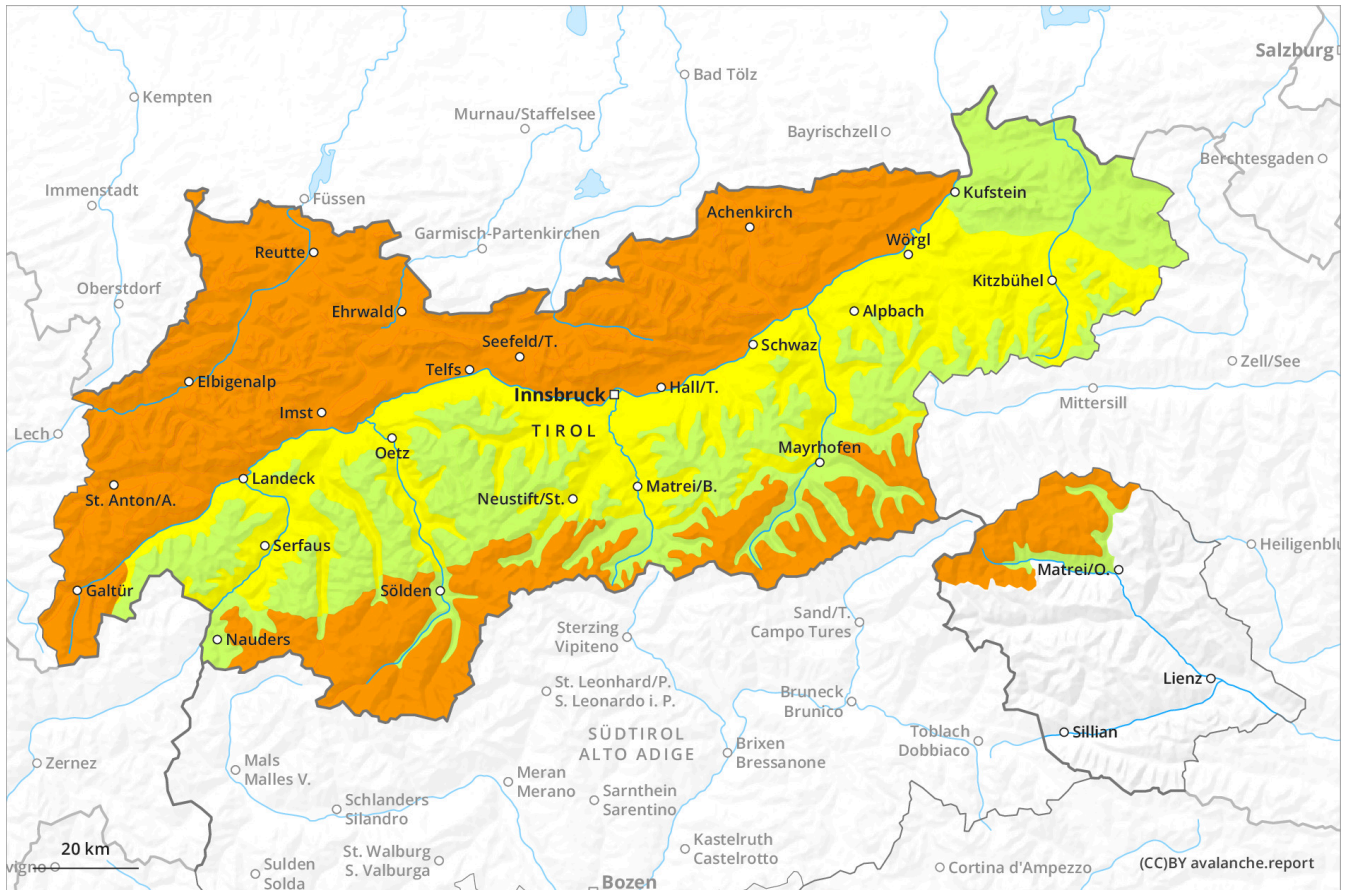 Salzburg
Bad Tölz
Kempten
Murnau/Staffelsee
Bayrischzell
Berchtesgaden
Immenstadt
Füssen
Kufstein
Achenkirch
Garmisch-Partenkirchen
Reutte
Wörgl
Oberstdorf
Kitzbühel
Ehrwald
Alpbach
Seefeld/T.
Schwaz
Zell/See
Telfs
Elbigenalp
Innsbruck
Hall/T.
Mittersill
Imst
TIROL
Lech
Oetz
Mayrhofen
Landeck
St. Anton/A.
Neustift/St.
Matrei/B.
Serfaus
Heiligenblu
Matrei/O.
Galtür
Sölden
Sand/T.
Campo Tures
Sterzing
Vipiteno
Nauders
Lienz
St. Leonhard/P.
S. Leonardo i. P.
Bruneck
Brunico
SÜDTIROL
ALTO ADIGE
Sillian
Toblach
Dobbiaco
Brixen
Bressanone
Zernez
Mals
Malles V.
Meran
Merano
Schlanders
Silandro
Sarnthein
Sarentino
20 km
Kastelruth
Castelrotto
St. Walburg
S. Valburga
vigno
Sulden
Solda
Cortina d'Ampezzo
(CC)BY avalanche.report
Bozen